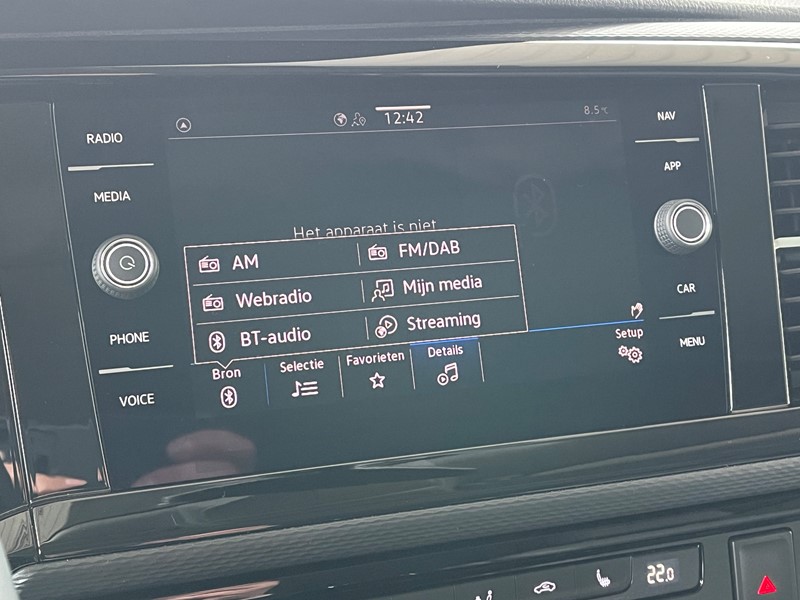 RADIO
MEDIA
PHONE
VOICE
12:42
8.5°C
Het apparaat is niet
AM
FM/DAB
Webradio
Mijn media
BT-audio
Streaming
Bron
Selectie
Favorieten
Details
Setup
NAV
APP
CAR
MENU
22.0